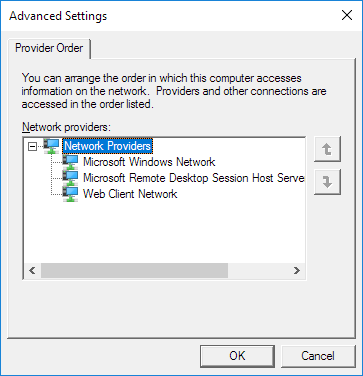 Advanced Settings
Provider Order
You can arrange the order in which this computer accesses
information on the network.  Providers and other connections are
accessed in the order listed.
Network providers:
Network Providers
Microsoft Windows Network
Microsoft Remote Desktop Session Host Serve
Web Client Network
OK
Cancel